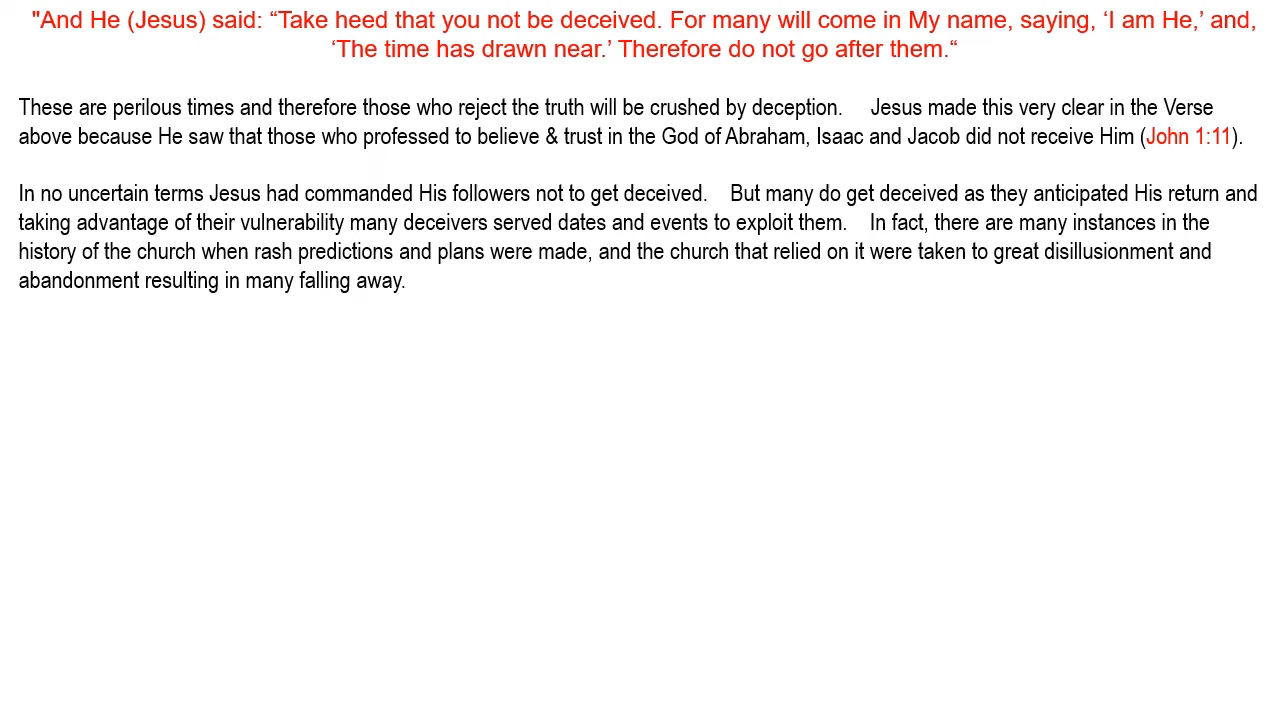 "And He (Jesus) said: “Take heed that you not be deceived. For many will come in My name, saying, ‘I am He,’ and,
‘The time has drawn near.’ Therefore do not go after them.“
These are perilous times and therefore those who reject the truth will be crushed by deception. Jesus made this very clear in the Verse
above because He saw that those who professed to believe & trust in the God of Abraham, Isaac and Jacob did not receive Him (John 1:11).
In no uncertain terms Jesus had commanded His followers not to get deceived. But many do get deceived as they anticipated His return and
taking advantage of their vulnerability many deceivers served dates and events to exploit them. In fact, there are many instances in the
history of the church when rash predictions and plans were made, and the church that relied on it were taken to great disillusionment and
abandonment resulting in many falling away.